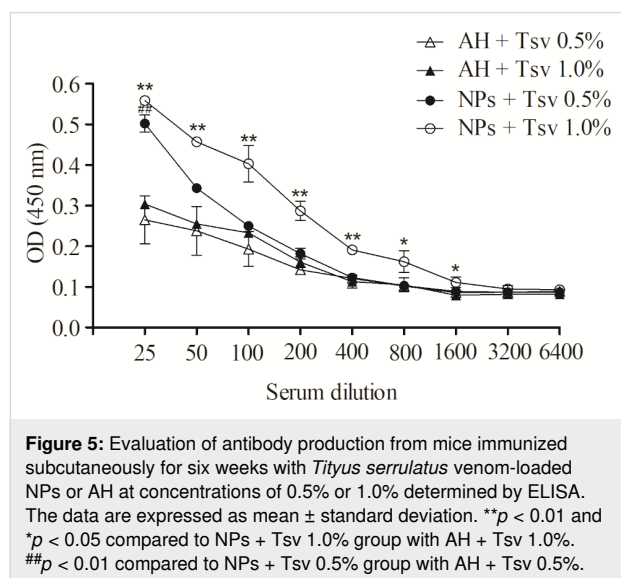 AH + Tsv 0.5%
AH + Tsv 1.0%
NPs + Tsv 0.5%
NPs + Tsv 1.0%
0.6
0.5
0.4
0.3
0.2
0.1
0.0
OD (450 nm)
**
##
**
**
**
**
*
*
25 50 100 200 400 800 1600 3200 6400
Serum dilution
Figure 5: Evaluation of antibody production from mice immunized
subcutaneously for six weeks with Tityus serrulatus venom-loaded
NPs or AH at concentrations of 0.5% or 1.0% determined by ELISA.
The data are expressed as mean ± standard deviation. **p < 0.01 and
*p < 0.05 compared to NPs + Tsv 1.0% group with AH + Tsv 1.0%.
##p < 0.01 compared to NPs + Tsv 0.5% group with AH + Tsv 0.5%.